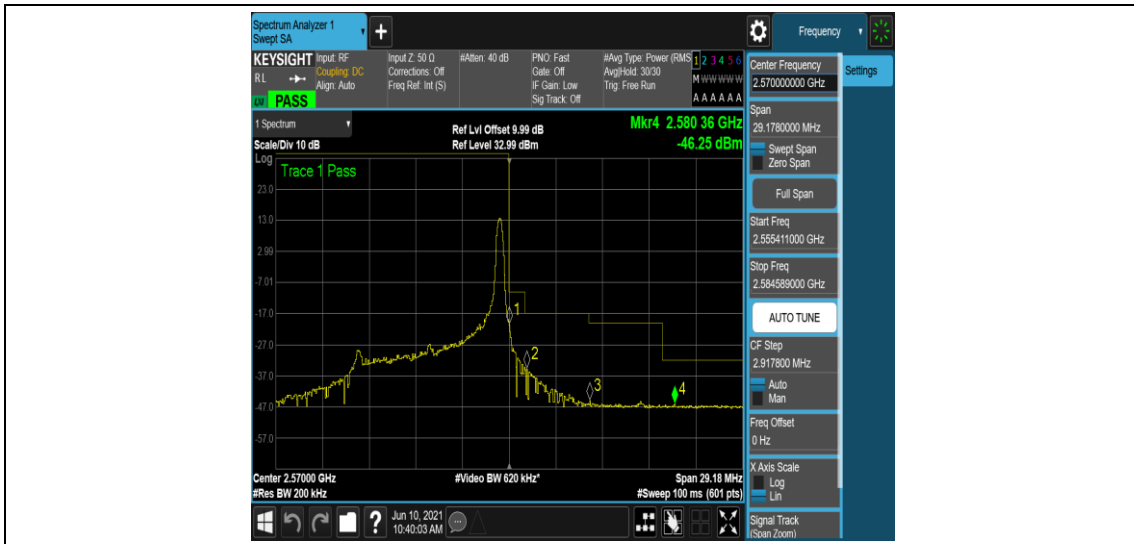 Spectrum Analyzer 1
Swept SA
+
Frequency
KEYSIGHT
Input: RF
Input Z: 50 Ω
#Atten: 40 dB
PNO: Fast
#Avg Type: Power (RMS
1 2 3 4 5 6
RL
Coupling: DC
Corrections: Off
Gate: Off
Avg|Hold: 30/30
M W W W W W
Align: Auto
Freq Ref: Int (S)
IF Gain: Low
Trig: Free Run
PASS
Sig Track: Off
A A A A A A
1 Spectrum
Ref Lvl Offset 9.99 dB
Mkr4 2.580 36 GHz
Scale/Div 10 dB
Ref Level 32.99 dBm
-46.25 dBm
Log
Trace 1 Pass
23.0
13.0
2.99
-7.01
-17.0
-27.0
-37.0
-47.0
-57.0
1
2
3
4
Center 2.57000 GHz
#Video BW 620 kHz*
Span 29.18 MHz
#Res BW 200 kHz
#Sweep 100 ms (601 pts)
Center Frequency
2.570000000 GHz
Settings
Span
29.1780000 MHz
Swept Span
Zero Span
Full Span
Start Freq
2.555411000 GHz
Stop Freq
2.584589000 GHz
AUTO TUNE
CF Step
2.917800 MHz
Auto
Man
Freq Offset
0 Hz
X Axis Scale
Log
Lin
Signal Track
(Span Zoom)
?
Jun 10, 2021
10:40:03 AM